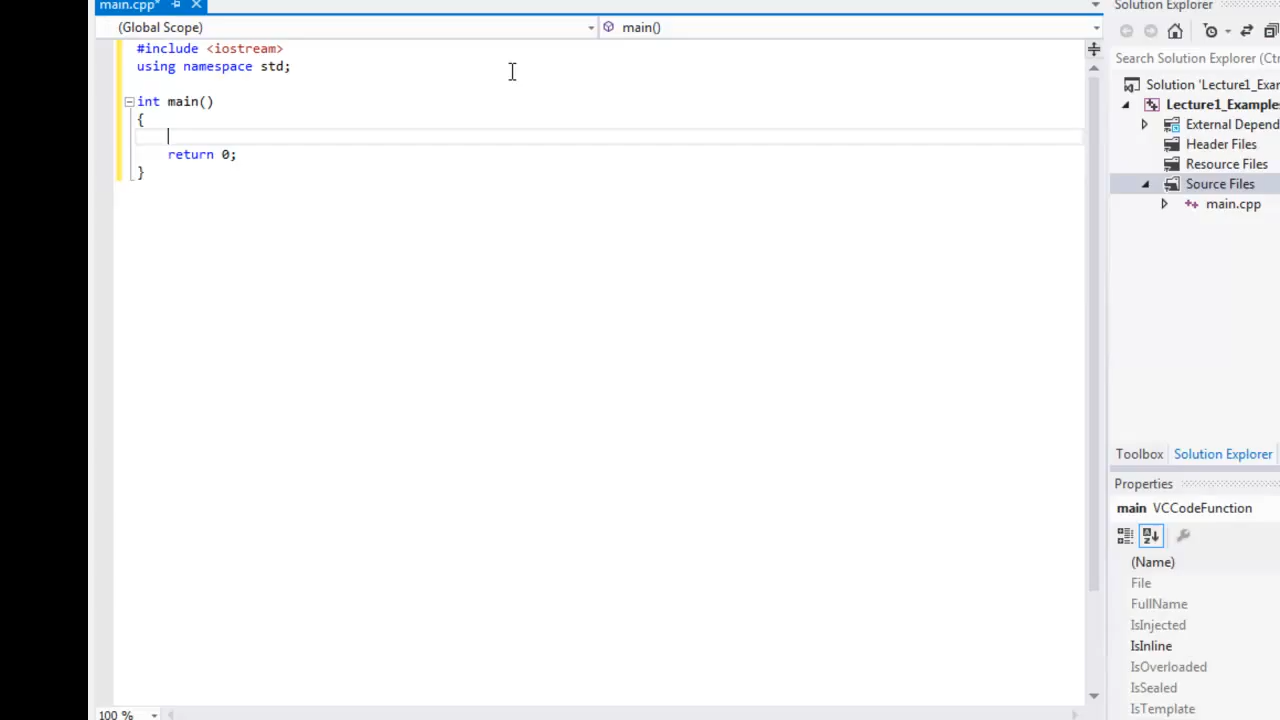 main.cpp*
Solution Explorer
(Global Scope)
main()
#include <iostream>
using namespace std;
int main()
{
return 0;
}
Search Solution Explorer (Ctr
Solution 'Lecture1_Exar
Lecture1_Examples
External Depend
Header Files
Resource Files
Source Files
main.cpp
Toolbox
Solution Explorer
Properties
main VCCodeFunction
(Name)
File
FullName
IsInjected
IsInline
IsOverloaded
IsSealed
IsTemplate
100 %